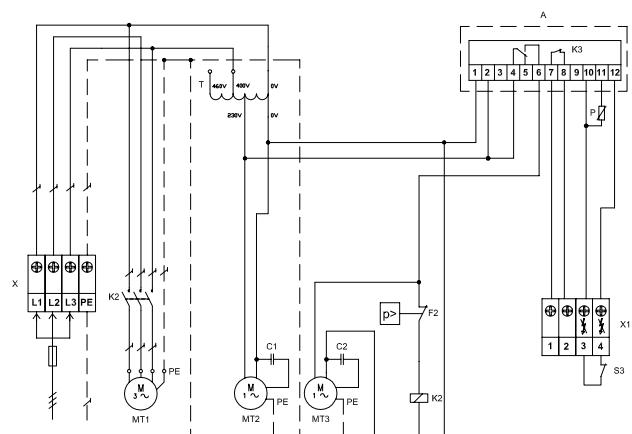 A
K3
1 2 3 4 5 6 7 8 9 10 11 12
T
460V 400V 0V
230V 0V
P
X
L1 L2 L3 PE
K2
p>
F2
X1
1 2 3 4
C1
C2
S3
PE
M
3 ~
M
1 ~
PE
M
1 ~
PE
K2
MT1
MT2
MT3